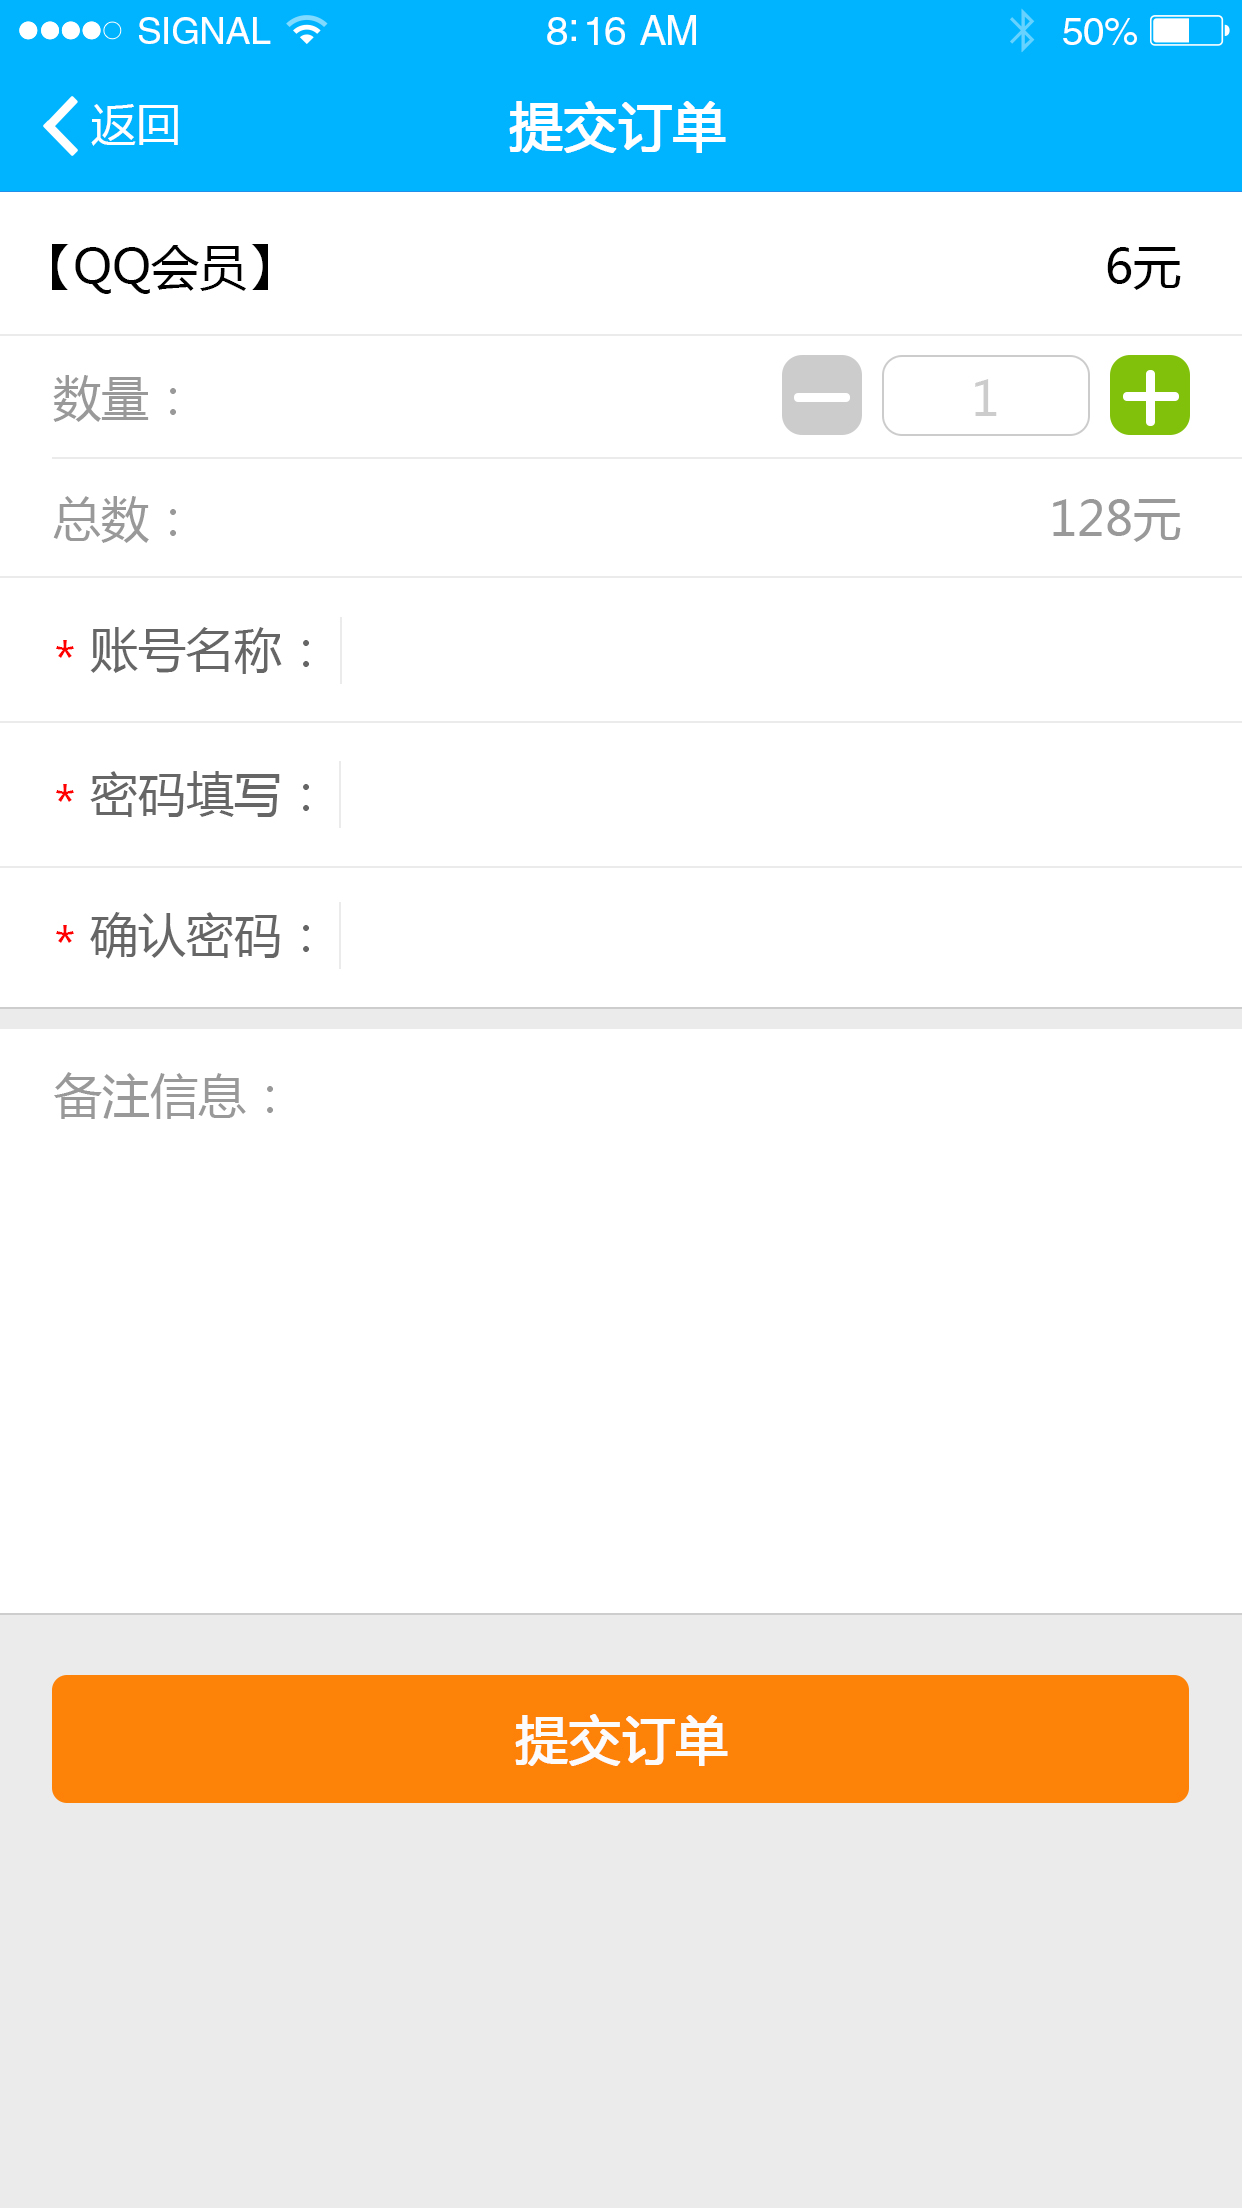 SIGNAL 8:16 AM 50%
返回 提交订单
【QQ会员】 6元
数量： 1
总数： 128元
* 账号名称：
* 密码填写：
* 确认密码：
备注信息：
提交订单